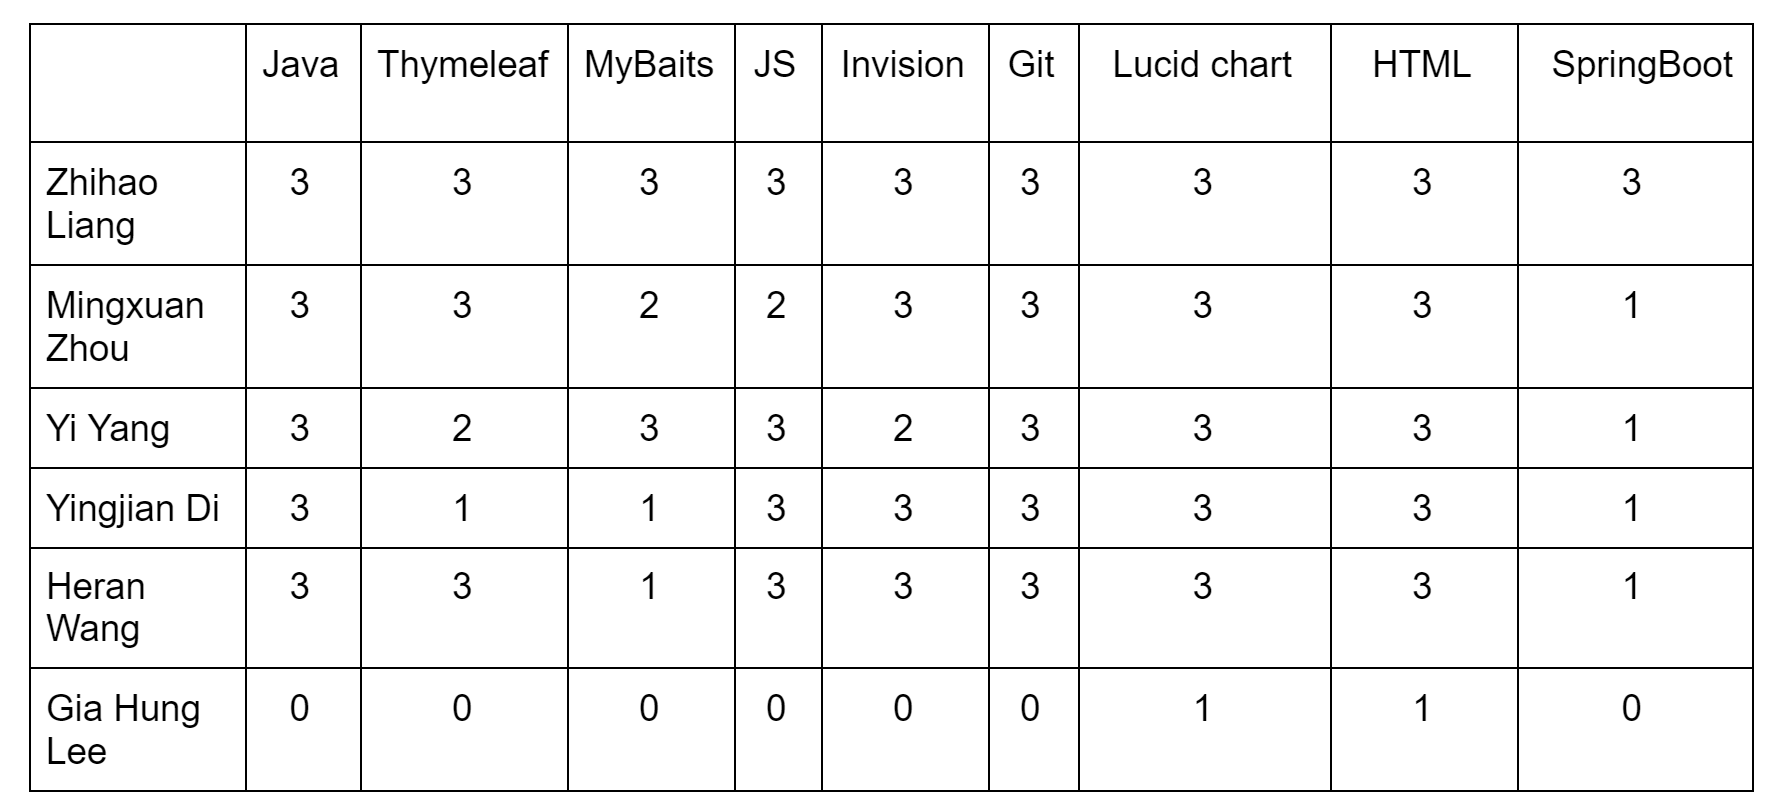 Java Thymeleaf MyBaits JS Invision Git Lucid chart HTML SpringBoot
Zhihao 3 3 3 3 3 3 3 3 3
Liang
Mingxuan 3 3 2 2 3 3 3 3 1
Zhou
Yi Yang 3 2 3 3 2 3 3 3 1
Yingjian Di 3 1 1 3 3 3 3 3 1
Heran 3 3 1 3 3 3 3 3 1
Wang
Gia Hung 0 0 0 0 0 0 1 1 0
Lee